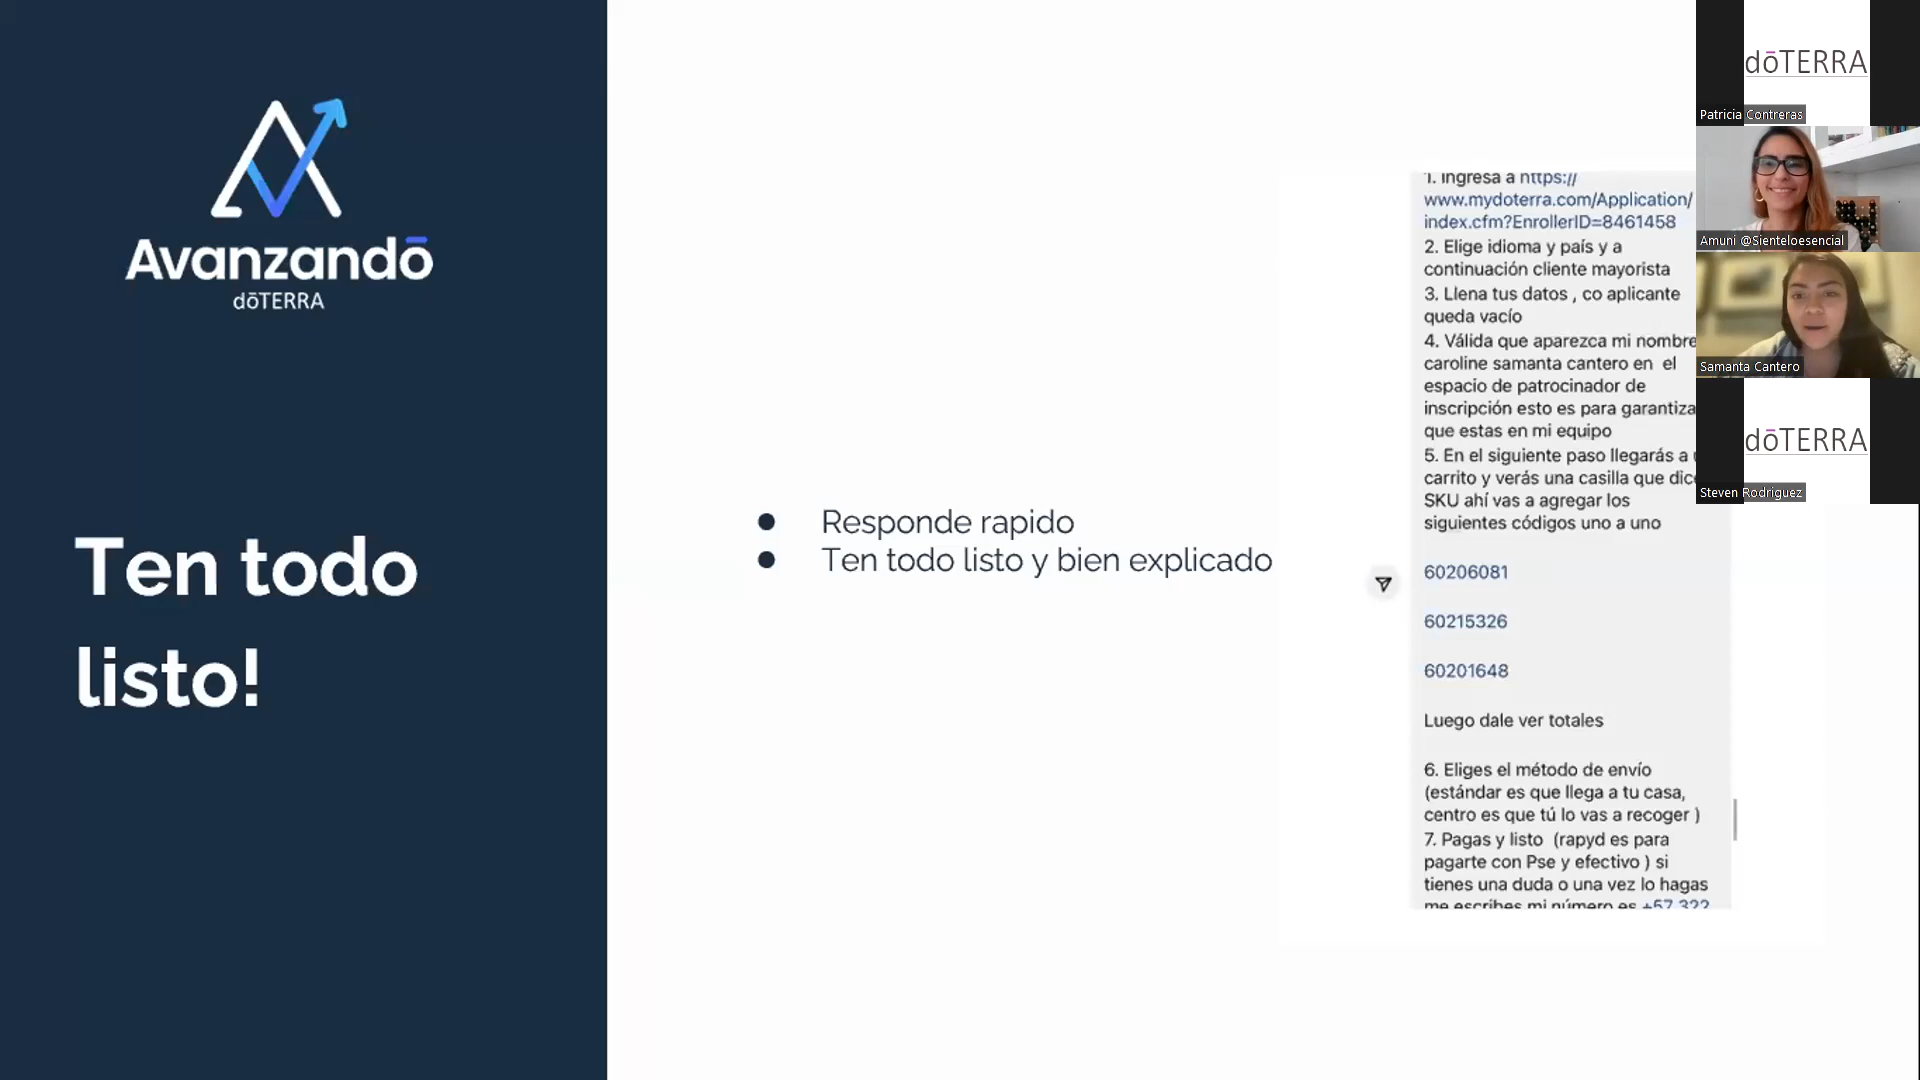 Avanzandō
dōTERRA
Ten todo
listo!
● Responde rapido
● Ten todo listo y bien explicado
1. Ingresa a https://
www.mydoterra.com/Application/
index.cfm?EnrollerID=8461458
2. Elige idioma y país y a
continuación cliente mayorista
3. Llena tus datos , co aplicante
queda vacío
4. Válida que aparezca mi nombre
caroline samanta cantero en el
espacio de patrocinador de
inscripción esto es para garantiza
que estas en mi equipo
5. En el siguiente paso llegarás a
carrito y verás una casilla que dic
SKU ahí vas a agregar los
siguientes códigos uno a uno
60206081
60215326
60201648
Luego dale ver totales
6. Eliges el método de envío
(estándar es que llega a tu casa,
centro es que tú lo vas a recoger )
7. Pagas y listo (rapyd es para
pagarte con Pse y efectivo ) si
tienes una duda o una vez lo hagas
me escribes mi número es +57 322
dōTERRA
Patricia Contreras
Amuni @Sienteloesencial
Samanta Cantero
dōTERRA
Steven Rodriguez